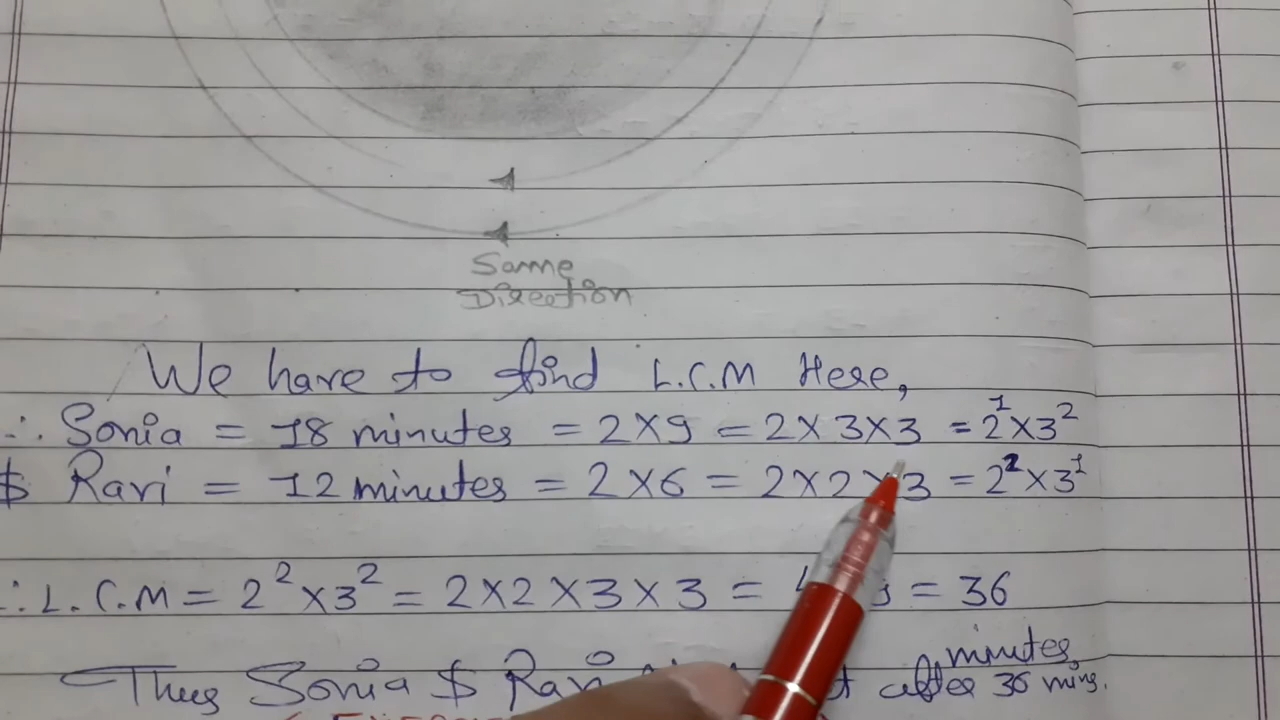 Same
Direction
We have to find L.C.M Here,
∴ Sonia = 18 minutes = 2×9 = 2×3×3 = 2¹×3²
$ Ravi = 12 minutes = 2×6 = 2×2×3 = 2²×3¹
∴ L.C.M = 2²×3² = 2×2×3×3 = = 36
minutes,
Thus Sonia $ Ravi after 36 mins.